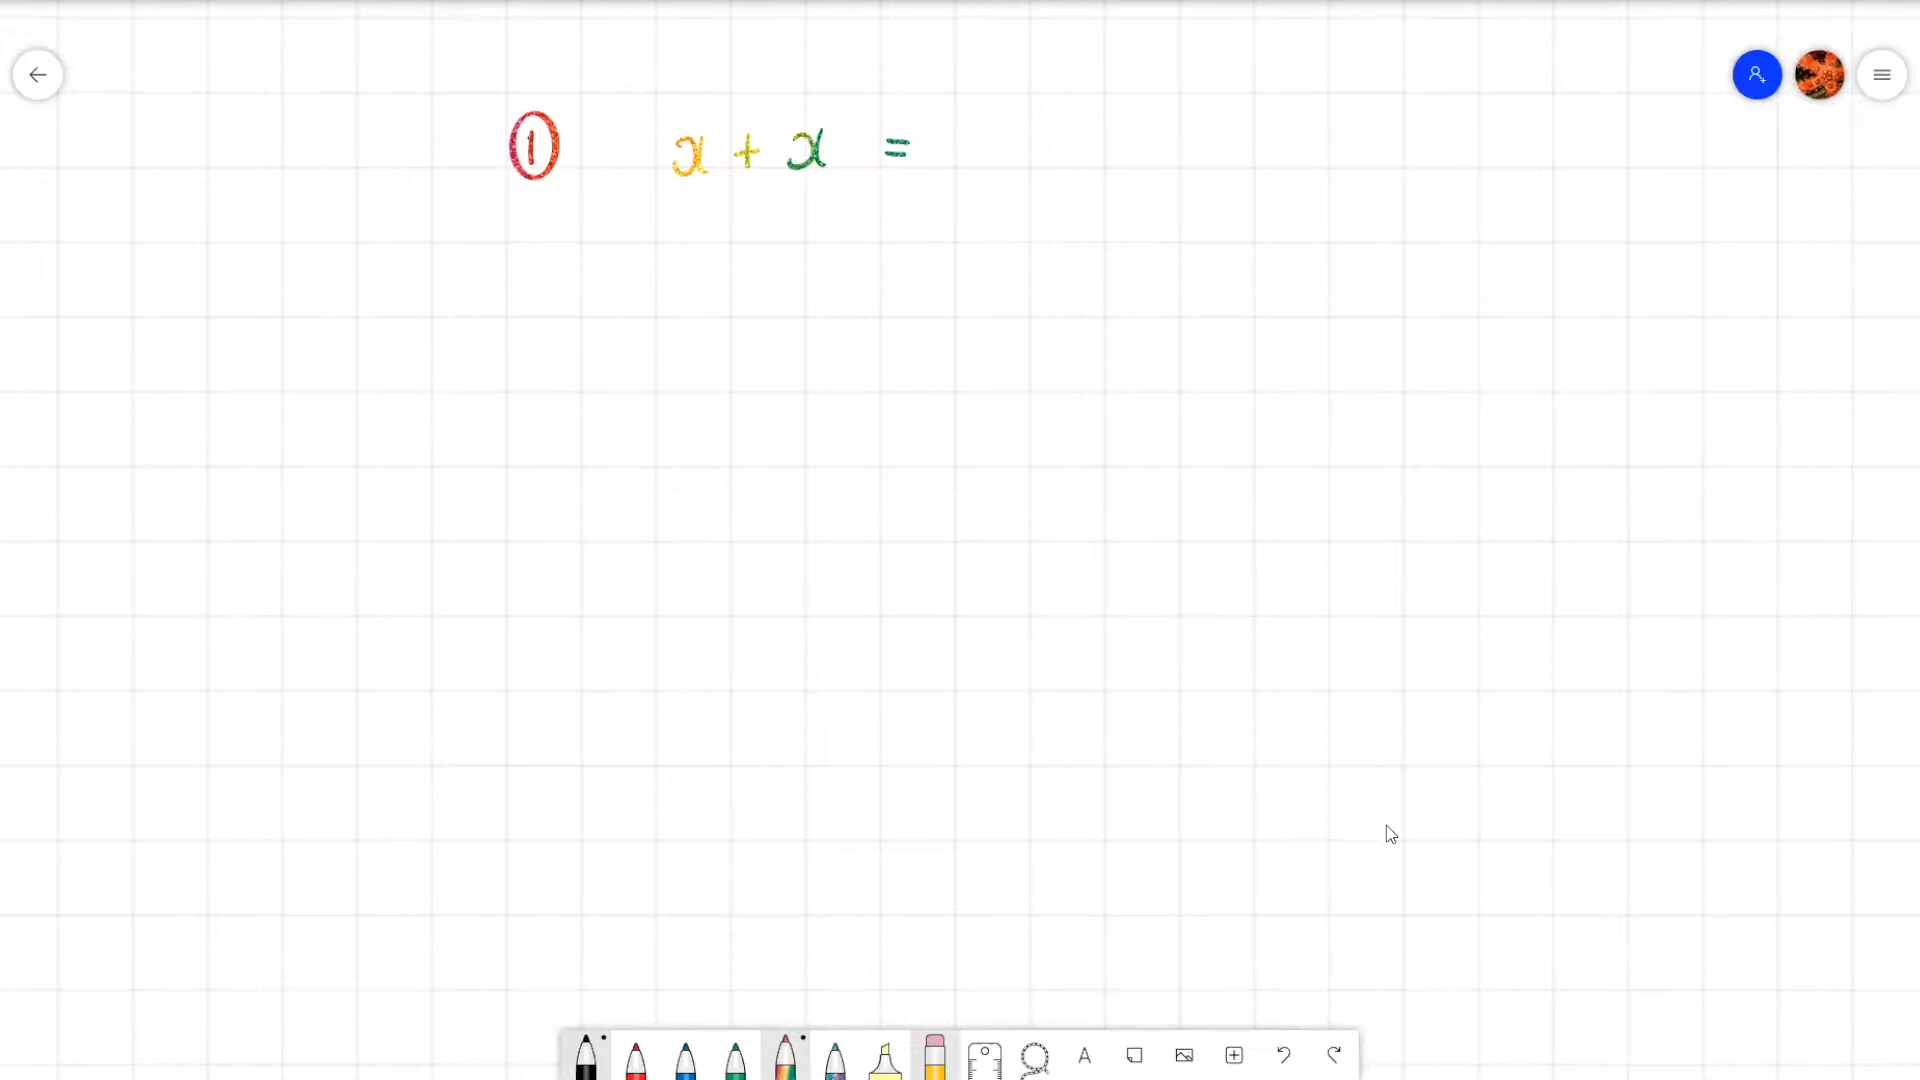 ① x + x =